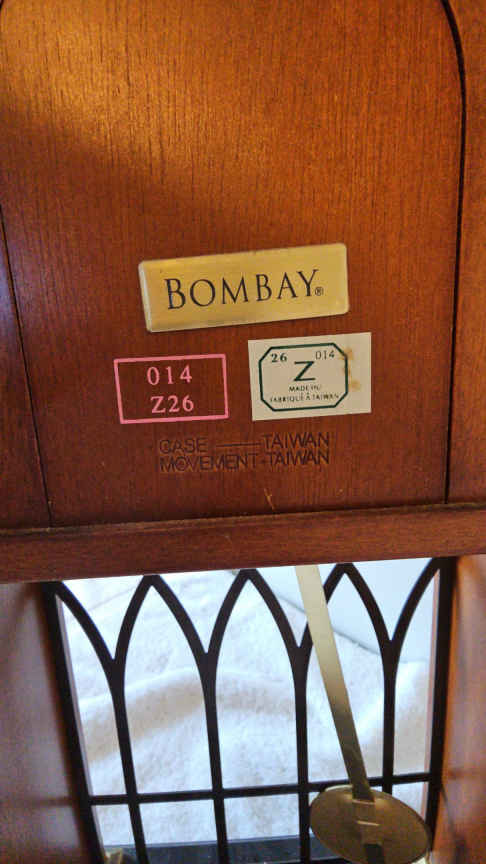 BOMBAY®
014
Z26
26 014
Z
MADE IN/
FABRIQUÉ À TAIWAN
CASE —— TAIWAN
MOVEMENT - TAIWAN